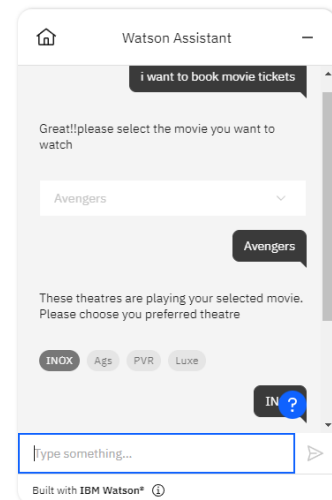 Watson Assistant
i want to book movie tickets
Great!!please select the movie you want to
watch
Avengers
Avengers
These theatres are playing your selected movie.
Please choose you preferred theatre
INOX Ags PVR Luxe
?
Type something...
Built with IBM Watson®